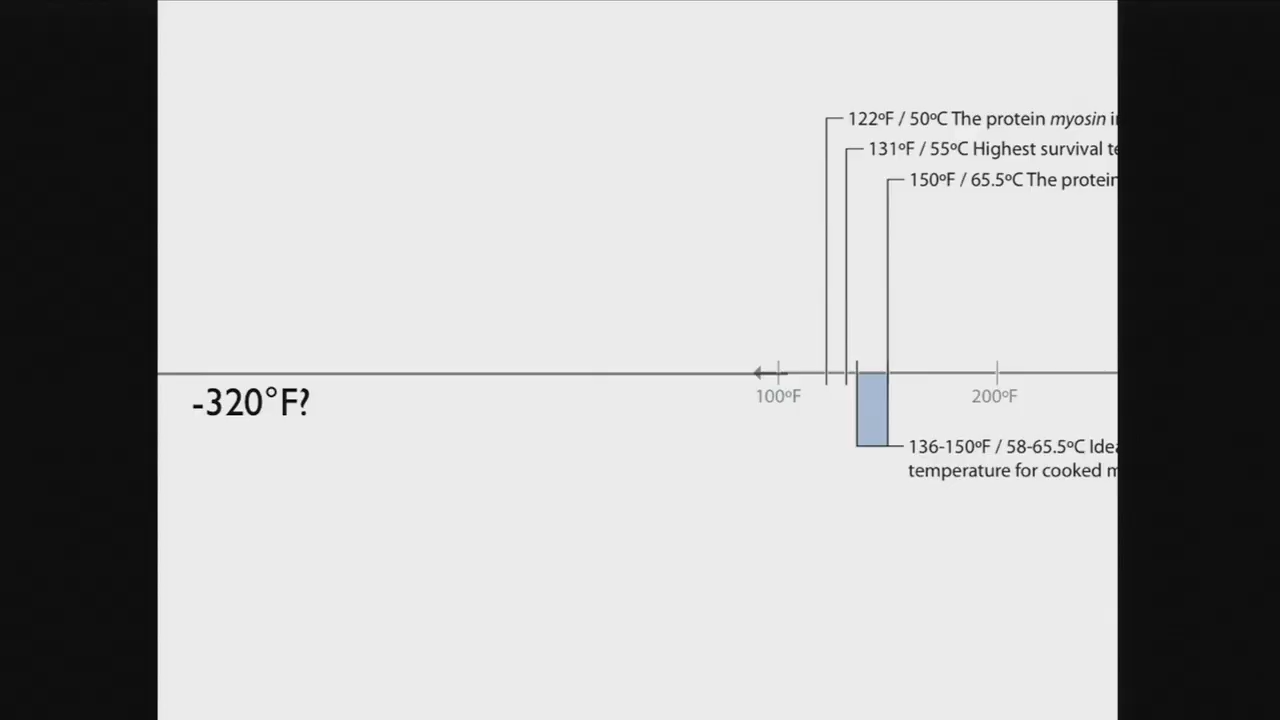 122ºF / 50ºC The protein myosin
131ºF / 55ºC Highest survival
150ºF / 65.5ºC The protein
100ºF
200ºF
-320°F?
136-150ºF / 58-65.5ºC
temperature for cooked